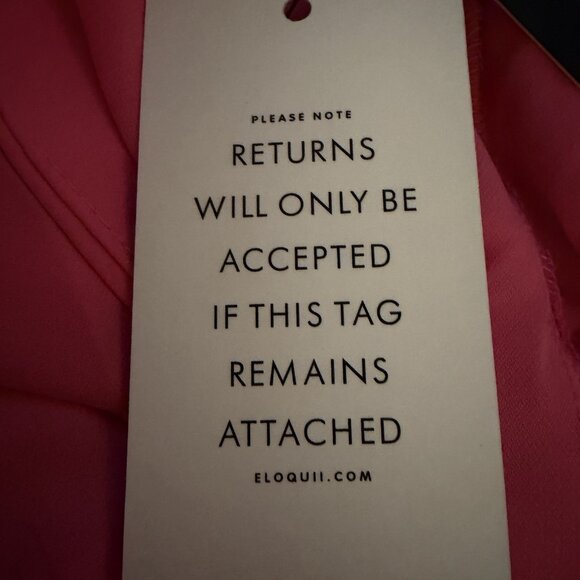 PLEASE NOTE
RETURNS
WILL ONLY BE
ACCEPTED
IF THIS TAG
REMAINS
ATTACHED
ELOQUII.COM